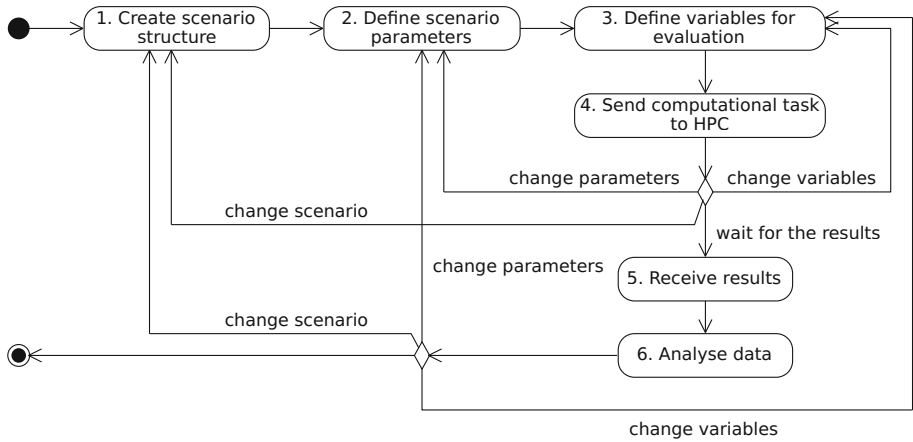 1. Create scenario
structure
2. Define scenario
parameters
3. Define variables for
evaluation
4. Send computational task
to HPC
change parameters
change variables
change scenario
wait for the results
change parameters
5. Receive results
change scenario
6. Analyse data
change variables